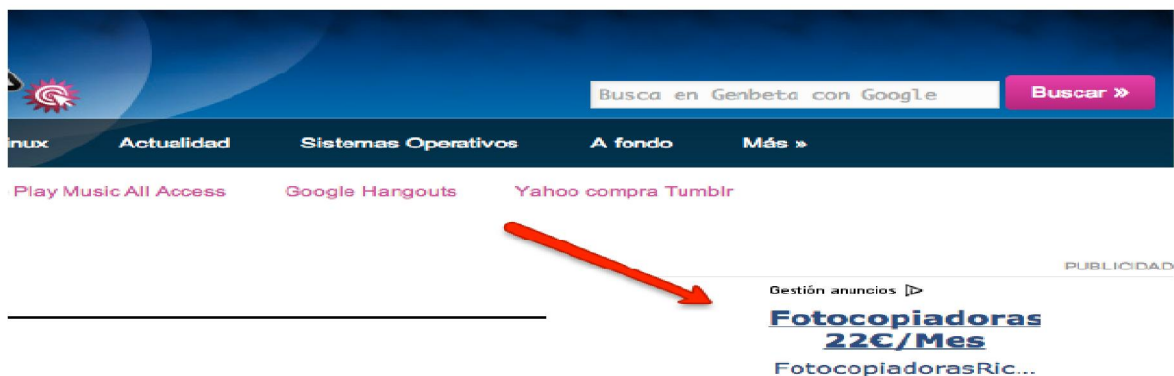 Busca en Genbeta con Google
Buscar »
inux Actualidad Sistemas Operativos A fondo Más »
Play Music All Access Google Hangouts Yahoo compra Tumblr
PUBLICIDAD
Gestión anuncios
Fotocopiadoras
22€/Mes
FotocopiadorasRic...